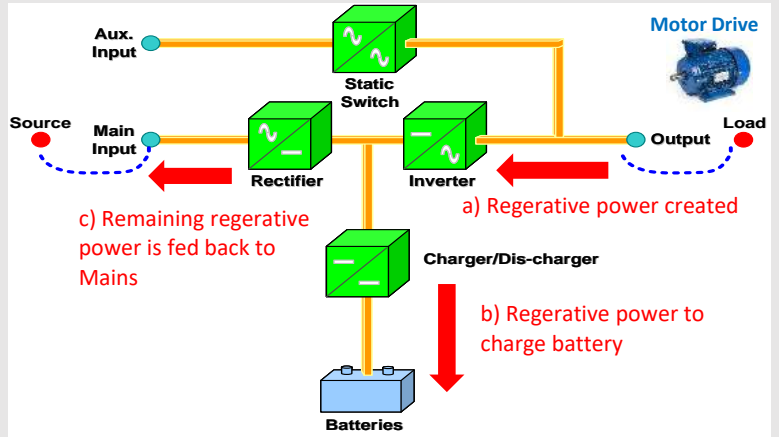 Motor Drive
Aux.
Input
Static
Switch
Source
Main
Input
Rectifier
Inverter
Output
Load
a) Regerative power created
c) Remaining regerative
power is fed back to
Mains
Charger/Dis-charger
b) Regerative power to
charge battery
Batteries